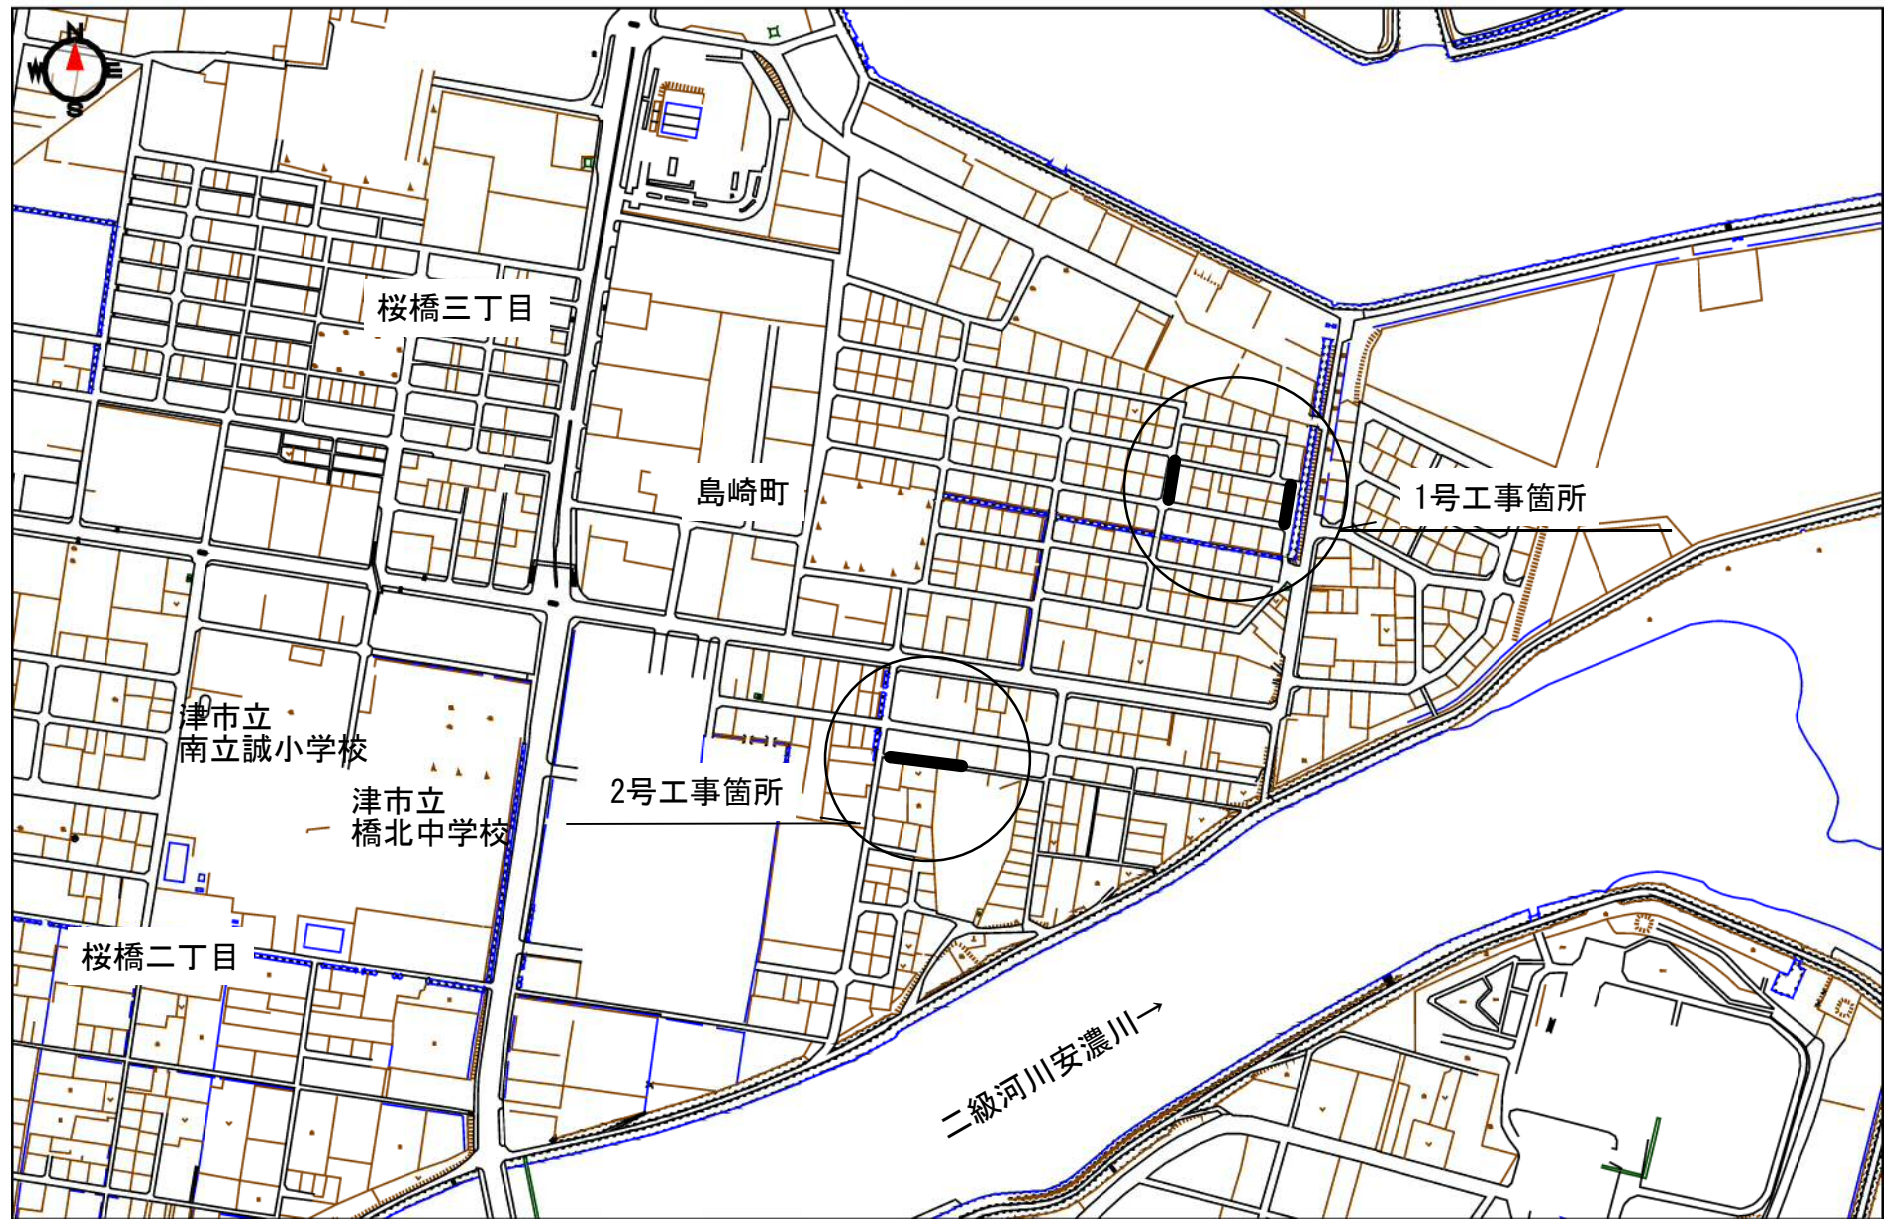 N
W
E
S
桜橋三丁目
島崎町
1号工事箇所
津市立
南立誠小学校
2号工事箇所
津市立
橋北中学校
桜橋二丁目
二級河川安濃川→